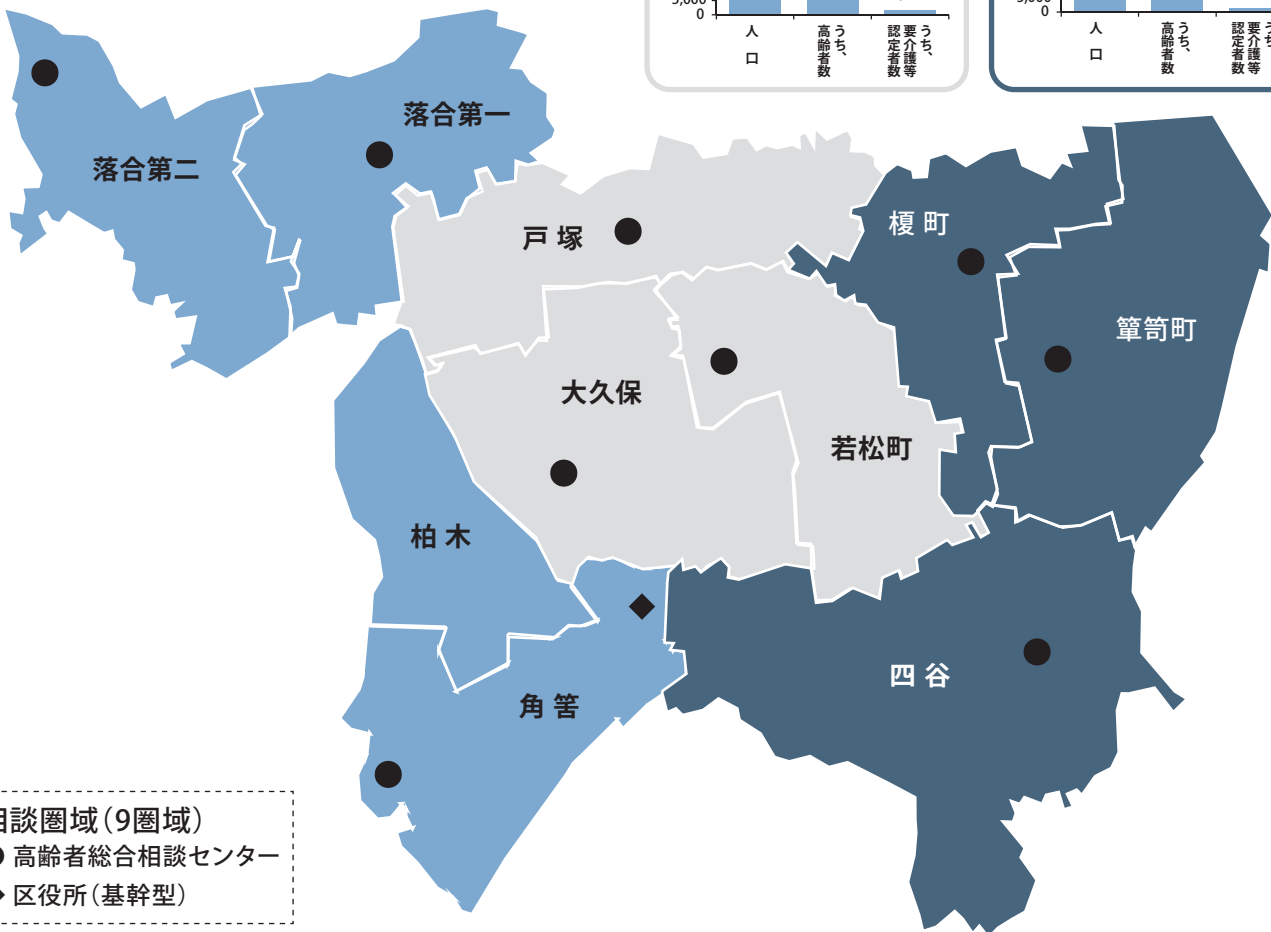 0
人口
うち、高齢者数
うち、要介護等認定者数
0
人口
うち、高齢者数
要介護等認定者数
落合第一
落合第二
戸塚
榎町
簞笥町
大久保
若松町
柏木
四谷
角筈
談圏域(9圏域)
高齢者総合相談センター
区役所(基幹型)